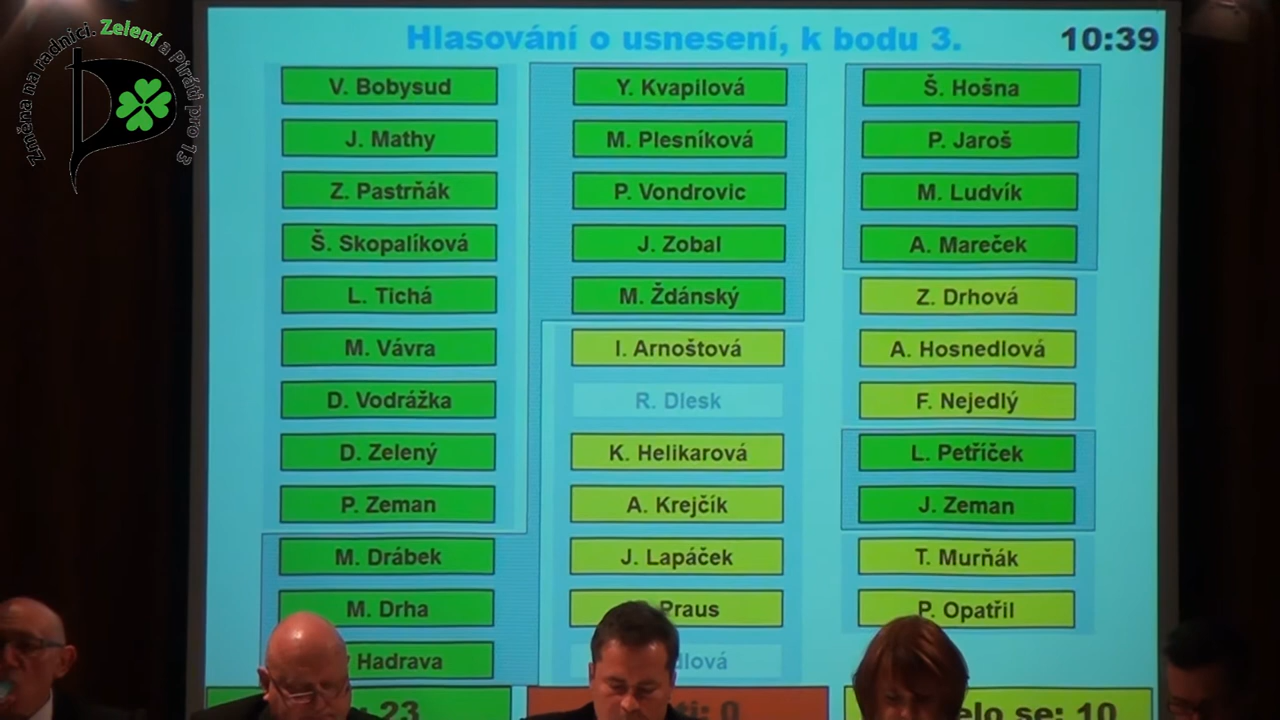 Změna na radnici. Zelení a Piráti pro 13
Hlasování o usnesení, k bodu 3.
10:39
V. Bobysud
J. Mathy
Z. Pastrňák
Š. Skopalíková
L. Tichá
M. Vávra
D. Vodrážka
D. Zelený
P. Zeman
M. Drábek
M. Drha
Hadrava
Y. Kvapilová
M. Plesníková
P. Vondrovic
J. Zobal
M. Ždánský
I. Arnoštová
R. Dlesk
K. Helikarová
A. Krejčík
J. Lapáček
Praus
Š. Hošna
P. Jaroš
M. Ludvík
A. Mareček
Z. Drhová
A. Hosnedlová
F. Nejedlý
L. Petříček
J. Zeman
T. Murňák
P. Opatřil
23
0
se: 10